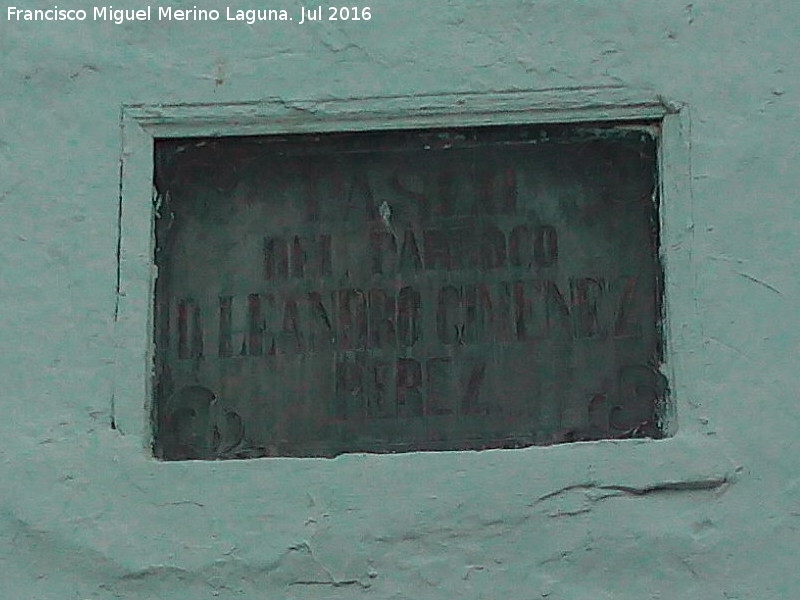 Francisco Miguel Merino Laguna. Jul 2016
PASEO
DEL PARROCO
D. LEANDRO GIMENEZ
PEREZ